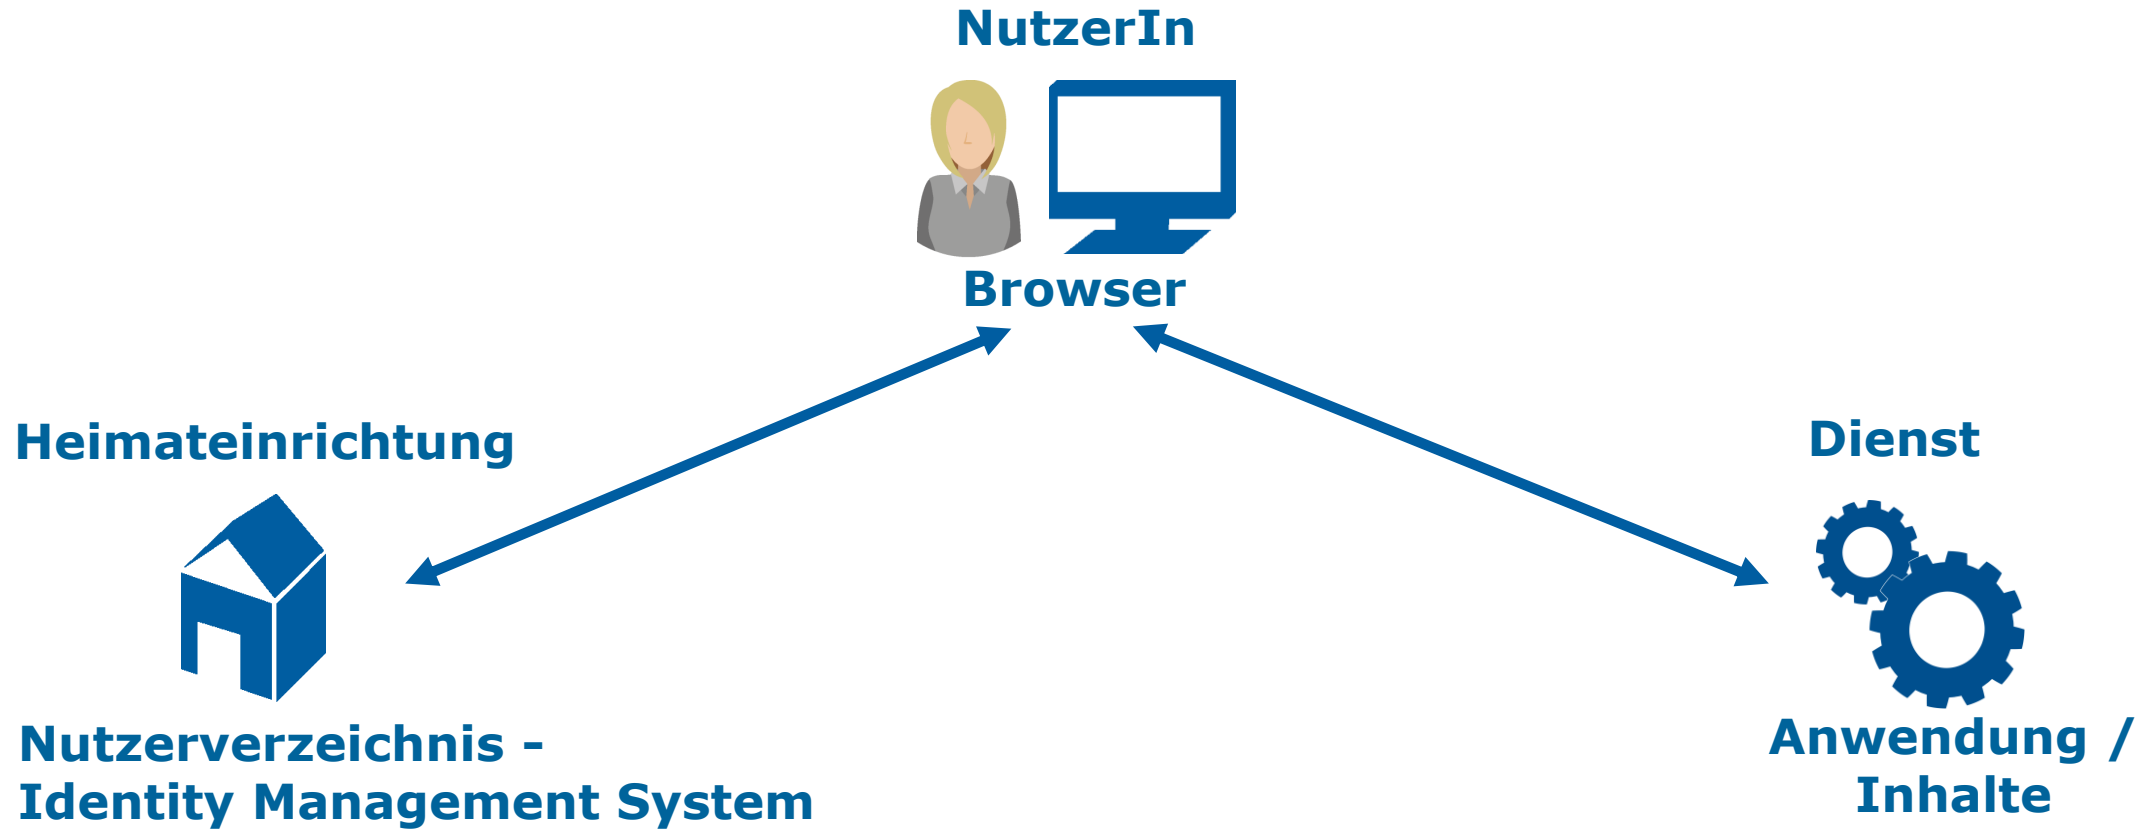 NutzerIn
Browser
Heimateinrichtung
Dienst
Nutzerverzeichnis -
Identity Management System
Anwendung /
Inhalte